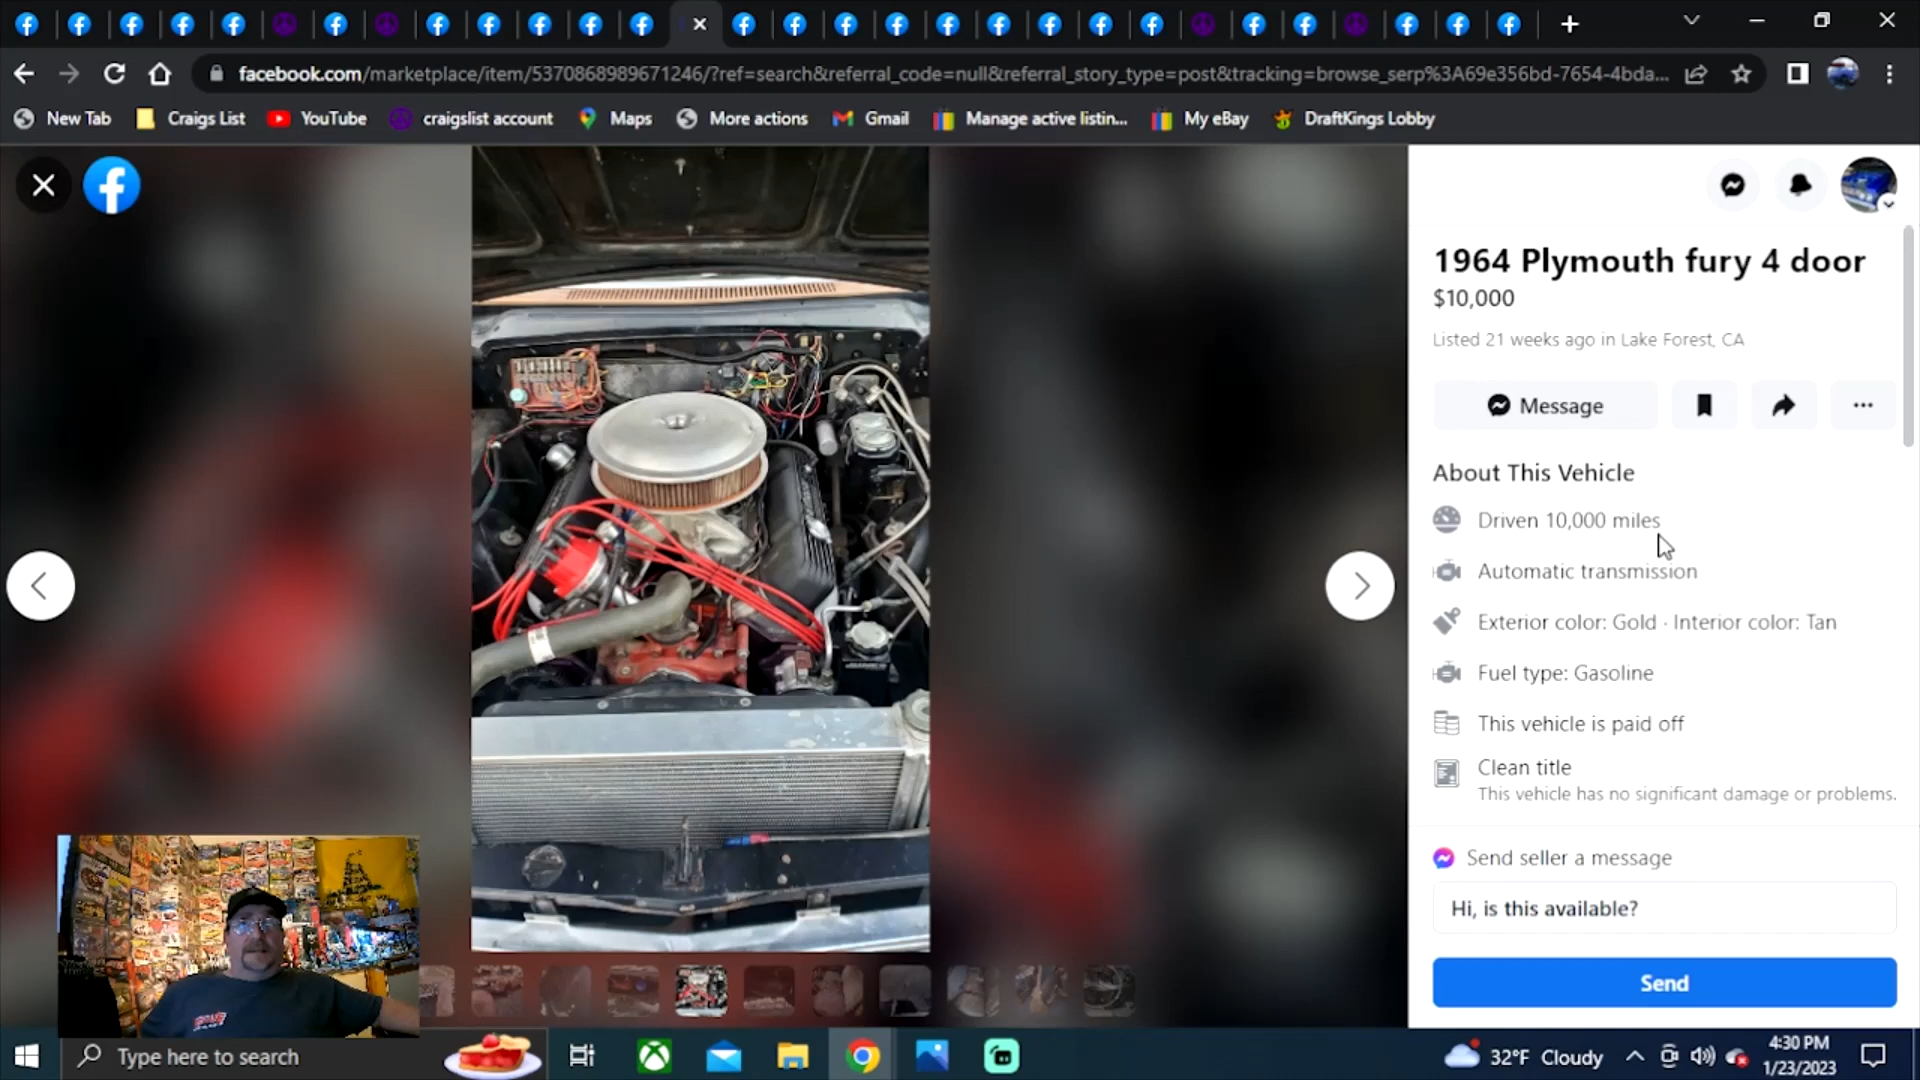 facebook.com/marketplace/item/5370868989671246/?ref=search&referral_code=null&referral_story_type=post&tracking=browse_serp%3A69e356bd-7654-4bda...
New Tab
Craigs List
YouTube
craigslist account
Maps
More actions
Gmail
Manage active listin...
My eBay
DraftKings Lobby
1964 Plymouth fury 4 door
$10,000
Listed 21 weeks ago in Lake Forest, CA
Message
About This Vehicle
Driven 10,000 miles
Automatic transmission
Exterior color: Gold · Interior color: Tan
Fuel type: Gasoline
This vehicle is paid off
Clean title
This vehicle has no significant damage or problems.
Send seller a message
Hi, is this available?
Send
Type here to search
32°F Cloudy
4:30 PM
1/23/2023